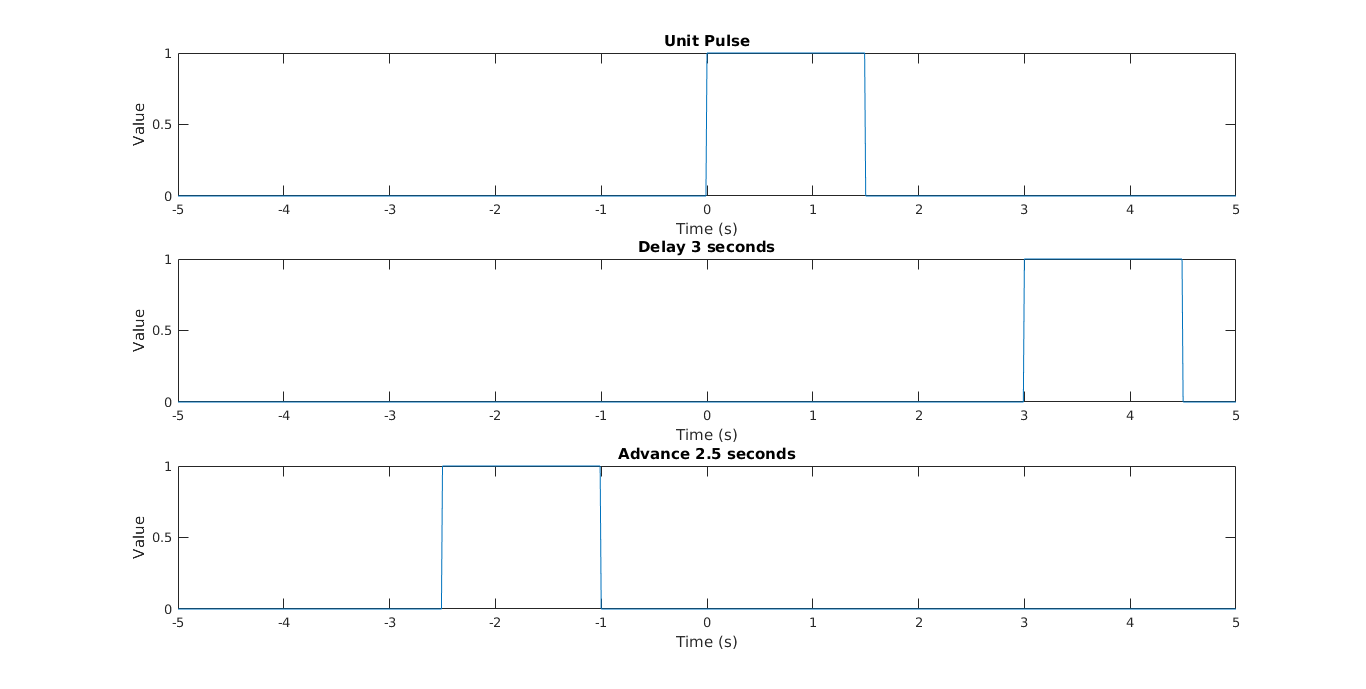 Unit Pulse
1
0.5
0
Value
-5 -4 -3 -2 -1 0 1 2 3 4 5
Time (s)
Delay 3 seconds
1
0.5
0
Value
-5 -4 -3 -2 -1 0 1 2 3 4 5
Time (s)
Advance 2.5 seconds
1
0.5
0
Value
-5 -4 -3 -2 -1 0 1 2 3 4 5
Time (s)